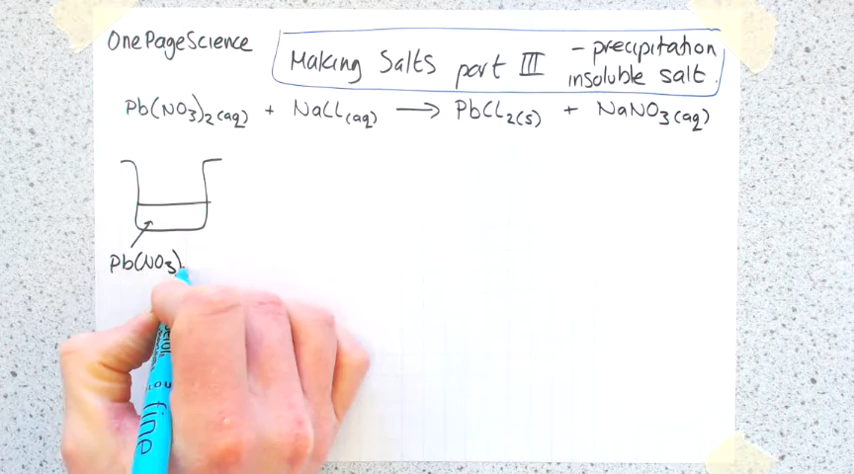 OnePageScience
Making Salts part III
- precipitation
insoluble salt.
Pb(NO3)2(aq) + NaCl(aq) → PbCl2(s) + NaNO3(aq)
Pb(NO3)
fine